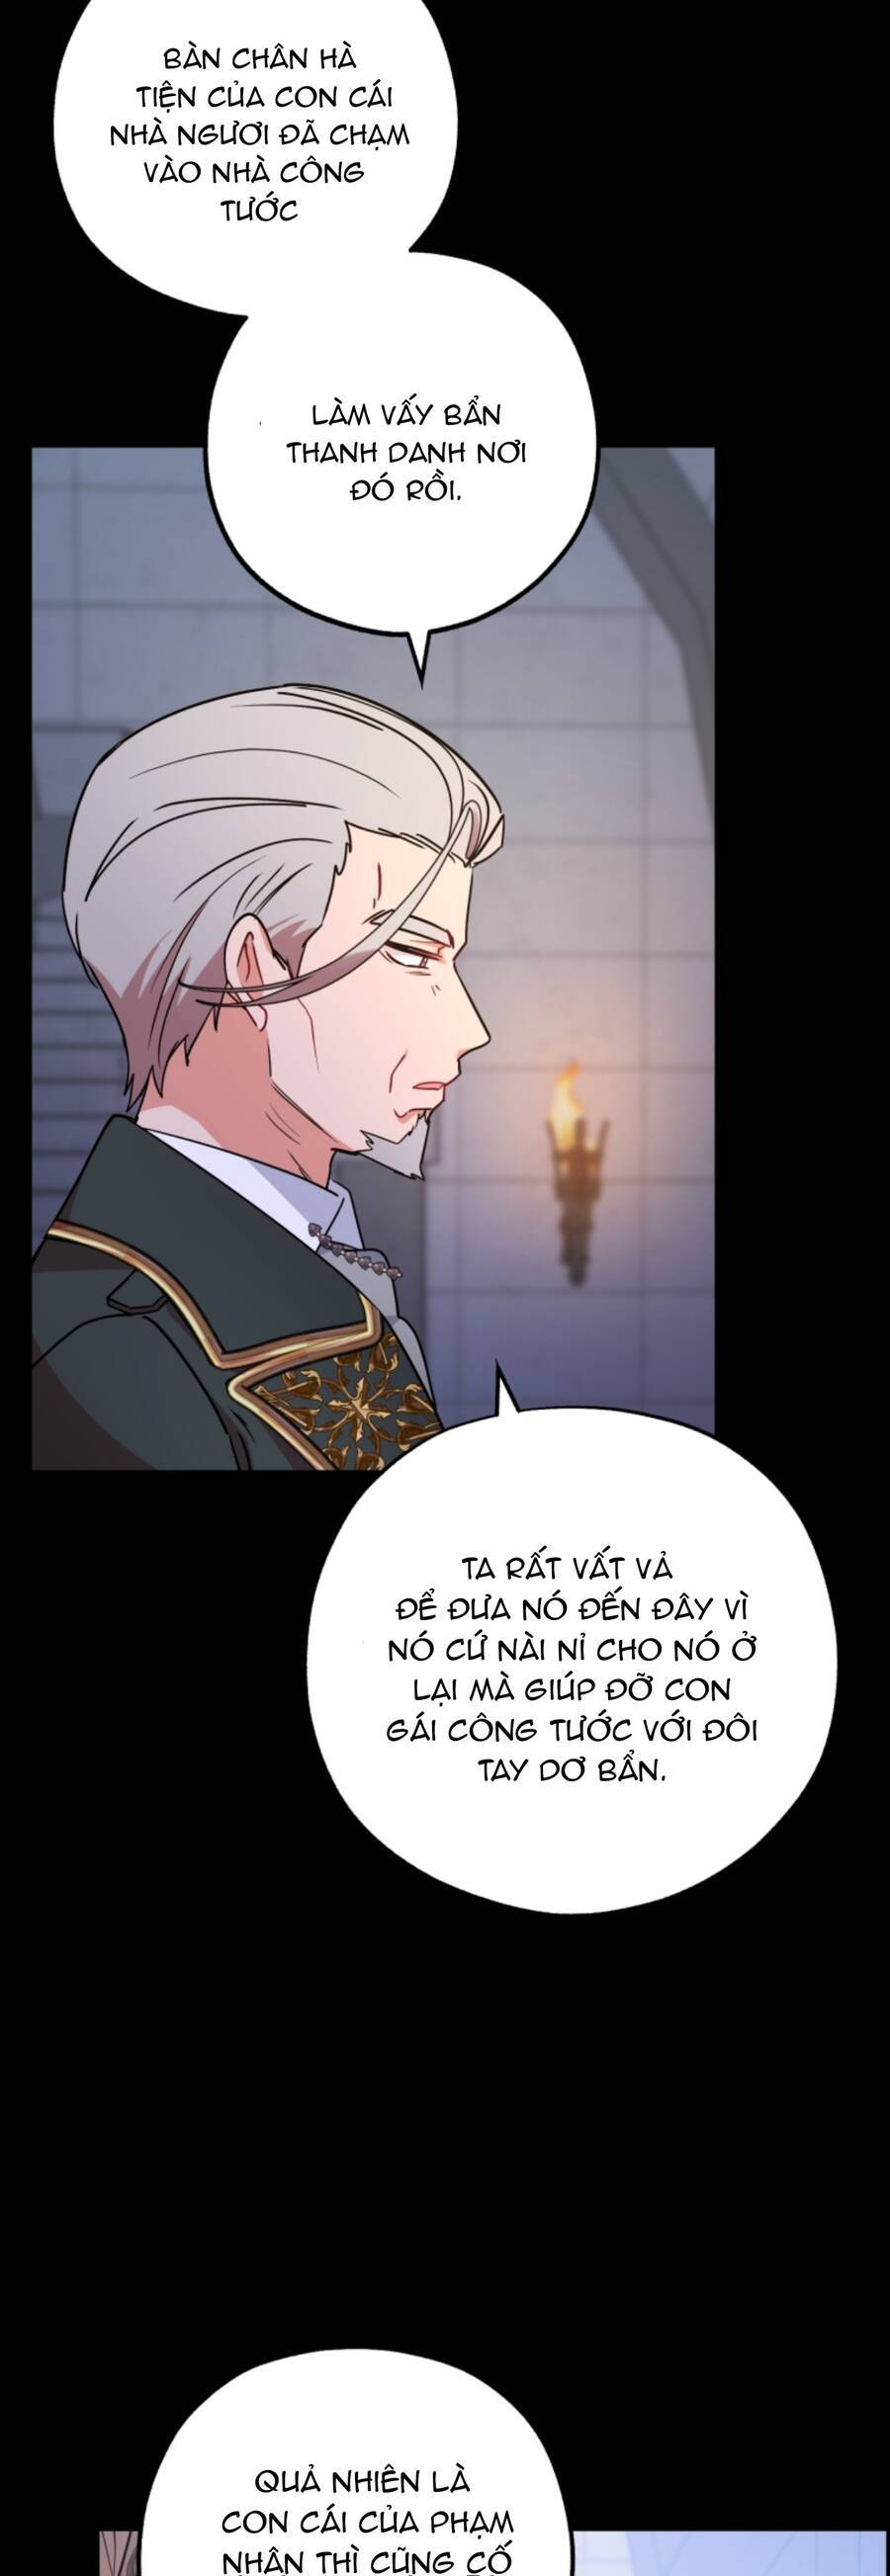 BÀN CHÂN HÀ
TIỆN CỦA CON CÁI
NHÀ NGƯƠI ĐÃ CHẠM
VÀO NHÀ CÔNG
TƯỚC
LÀM VẤY BẨN
THANH DANH NƠI
ĐÓ RỒI.
TA RẤT VẤT VẢ
ĐỂ ĐƯA NÓ ĐẾN ĐÂY VÌ
NÓ CỨ NÀI NỈ CHO NÓ Ở
LẠI MÀ GIÚP ĐỠ CON
GÁI CÔNG TƯỚC VỚI ĐÔI
TAY DƠ BẨN.
QUẢ NHIÊN LÀ
CON CÁI CỦA PHẠM
NHÂN THÌ CŨNG CỐ